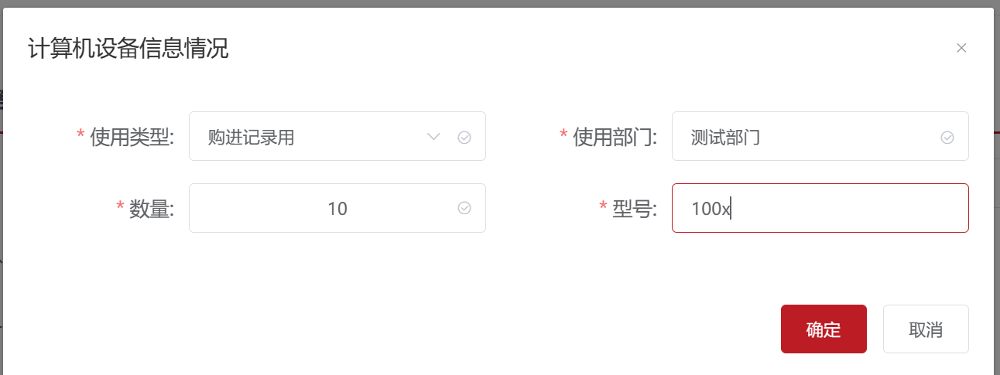 计算机设备信息情况
* 使用类型: 购进记录用
* 使用部门: 测试部门
* 数量: 10
* 型号: 100x
确定 取消